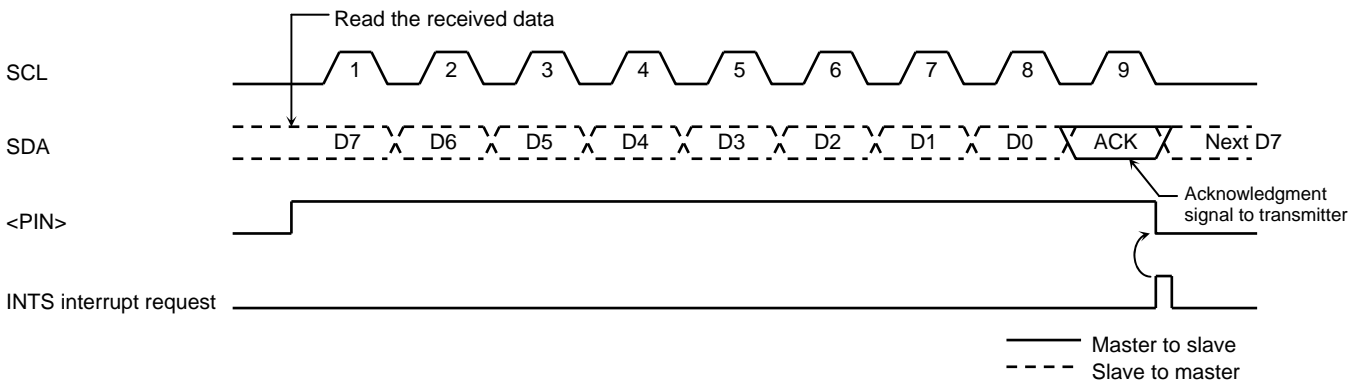 Read the received data
SCL
1 2 3 4 5 6 7 8 9
SDA
D7 D6 D5 D4 D3 D2 D1 D0 ACK Next D7
Acknowledgment
signal to transmitter
<PIN>
INTS interrupt request
Master to slave
Slave to master